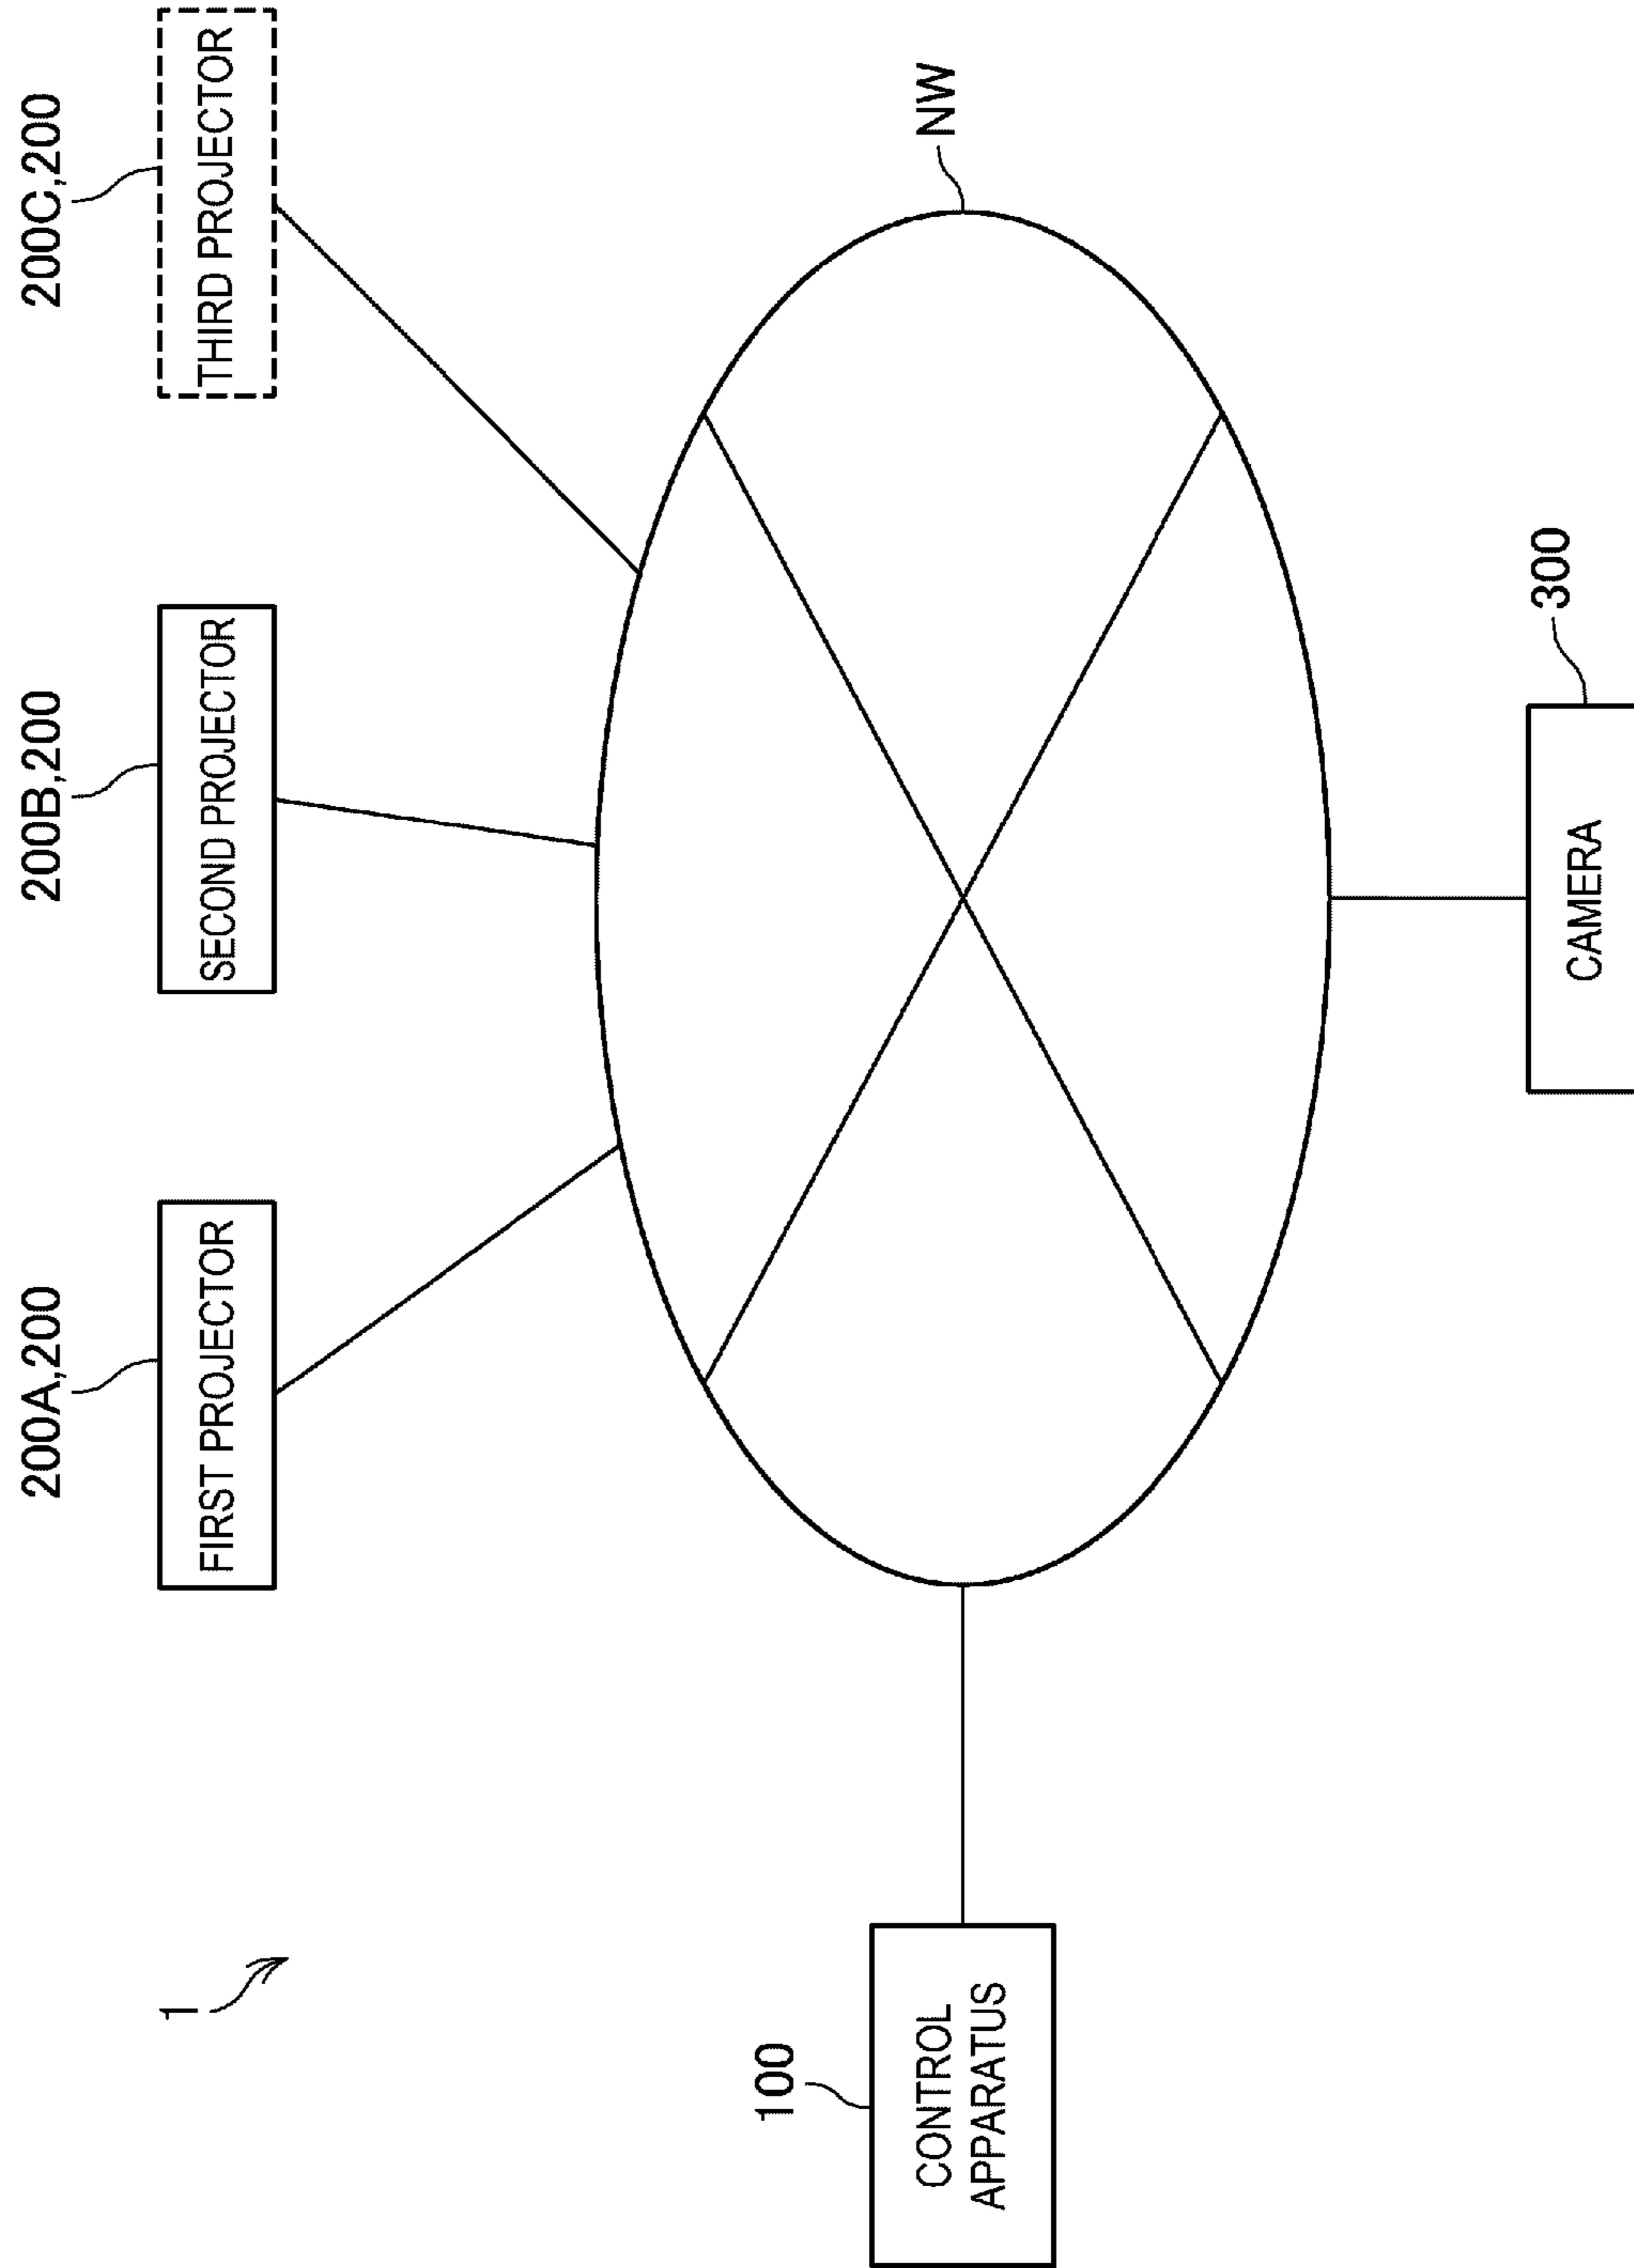 1
200A,200
200B,200
200C,200
FIRST PROJECTOR
SECOND PROJECTOR
THIRD PROJECTOR
100
CONTROL
APPARATUS
NW
300
CAMERA